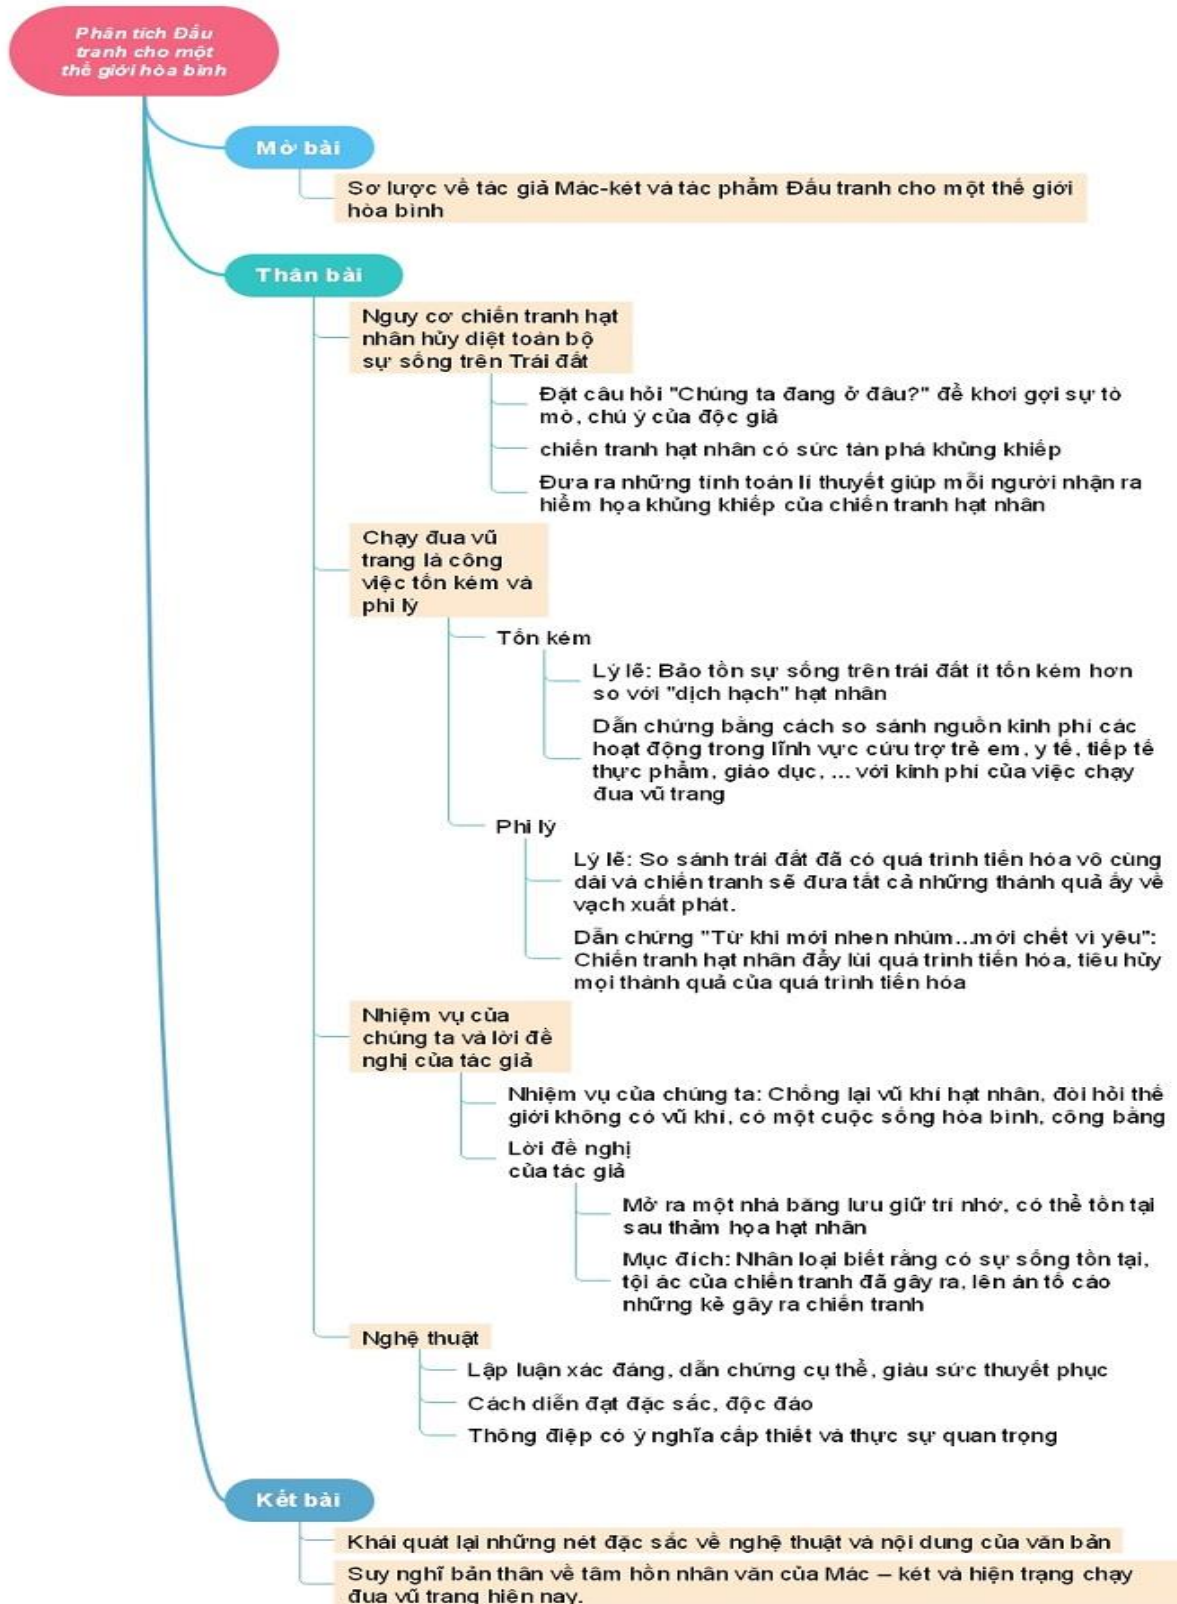 Phân tích Đấu
tranh cho một
thế giới hòa bình
Mở bài
Sơ lược về tác giả Mác-két và tác phẩm Đấu tranh cho một thế giới
hòa bình
Thân bài
Nguy cơ chiến tranh hạt
nhân hủy diệt toàn bộ
sự sống trên Trái đất
Đặt câu hỏi "Chúng ta đang ở đâu?" để khơi gợi sự tò
mò, chú ý của độc giả
chiến tranh hạt nhân có sức tàn phá khủng khiếp
Đưa ra những tính toán lí thuyết giúp mỗi người nhận ra
hiểm họa khủng khiếp của chiến tranh hạt nhân
Chạy đua vũ
trang là công
việc tốn kém và
phi lý
Tốn kém
Lý lẽ: Bảo tồn sự sống trên trái đất ít tốn kém hơn
so với "dịch hạch" hạt nhân
Dẫn chứng bằng cách so sánh nguồn kinh phí các
hoạt động trong lĩnh vực cứu trợ trẻ em, y tế, tiếp tế
thực phẩm, giáo dục, ... với kinh phí của việc chạy
đua vũ trang
Phi lý
Lý lẽ: So sánh trái đất đã có quá trình tiến hóa vô cùng
dài và chiến tranh sẽ đưa tất cả những thành quả ấy về
vạch xuất phát.
Dẫn chứng "Từ khi mới nhen nhúm...mới chết vì yêu":
Chiến tranh hạt nhân đẩy lùi quá trình tiến hóa, tiêu hủy
mọi thành quả của quá trình tiến hóa
Nhiệm vụ của
chúng ta và lời đề
nghị của tác giả
Nhiệm vụ của chúng ta: Chống lại vũ khí hạt nhân, đòi hỏi thế
giới không có vũ khí, có một cuộc sống hòa bình, công bằng
Lời đề nghị
của tác giả
Mở ra một nhà băng lưu giữ trí nhớ, có thể tồn tại
sau thảm họa hạt nhân
Mục đích: Nhân loại biết rằng có sự sống tồn tại,
tội ác của chiến tranh đã gây ra, lên án tố cáo
những kẻ gây ra chiến tranh
Nghệ thuật
Lập luận xác đáng, dẫn chứng cụ thể, giàu sức thuyết phục
Cách diễn đạt đặc sắc, độc đáo
Thông điệp có ý nghĩa cấp thiết và thực sự quan trọng
Kết bài
Khái quát lại những nét đặc sắc về nghệ thuật và nội dung của văn bản
Suy nghĩ bản thân về tâm hồn nhân văn của Mác – két và hiện trạng chạy
đua vũ trang hiện nay.